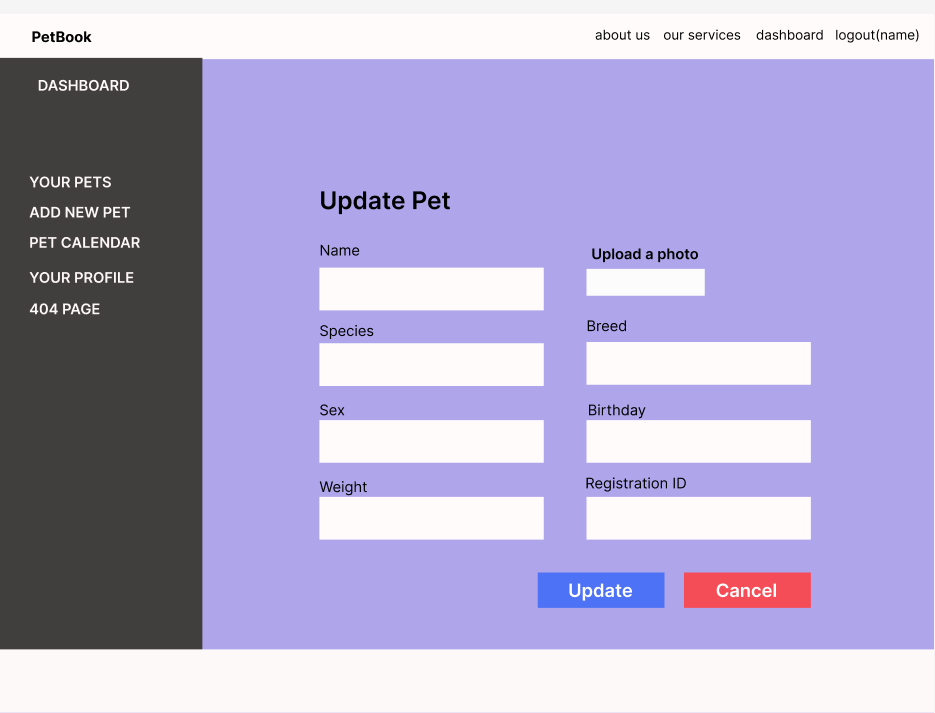 PetBook
about us our services dashboard logout(name)
DASHBOARD
YOUR PETS
ADD NEW PET
PET CALENDAR
YOUR PROFILE
404 PAGE
Update Pet
Name
Upload a photo
Species
Breed
Sex
Birthday
Weight
Registration ID
Update
Cancel